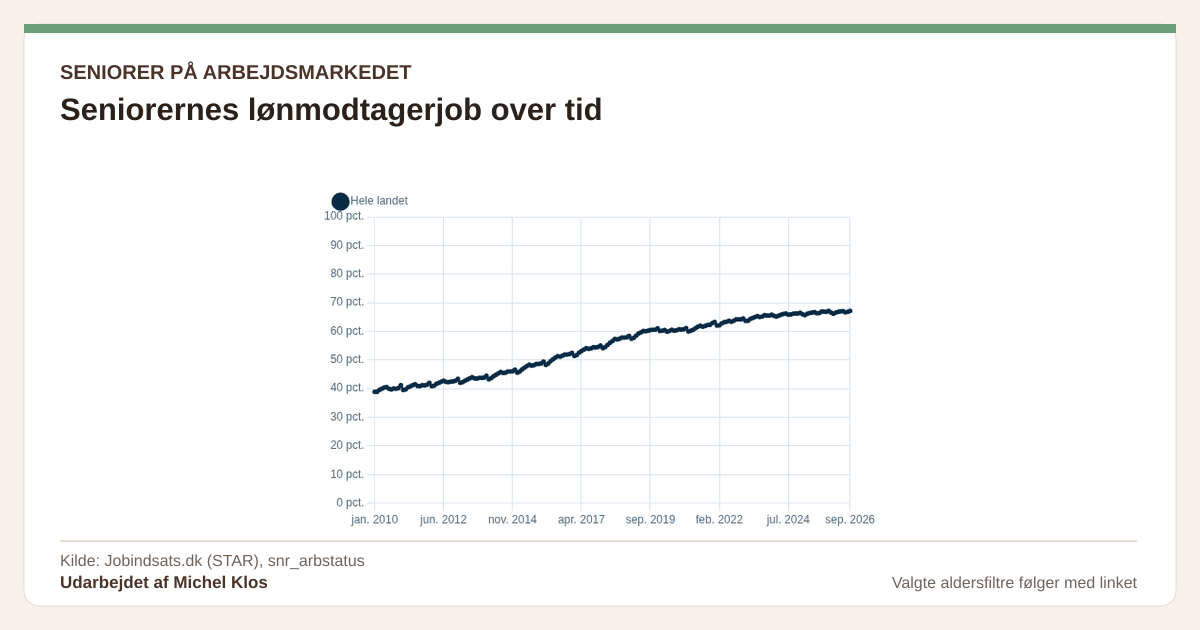 SENIORER PÅ ARBEJDSMARKEDET
Seniorernes lønmodtagerjob over tid
Hele landet
100 pct.
90 pct.
80 pct.
70 pct.
60 pct.
50 pct.
40 pct.
30 pct.
20 pct.
10 pct.
0 pct.
jan. 2010 jun. 2012 nov. 2014 apr. 2017 sep. 2019 feb. 2022 jul. 2024 sep. 2026
Kilde: Jobindsats.dk (STAR), snr_arbstatus
Udarbejdet af Michel Klos
Valgte aldersfiltre følger med linket